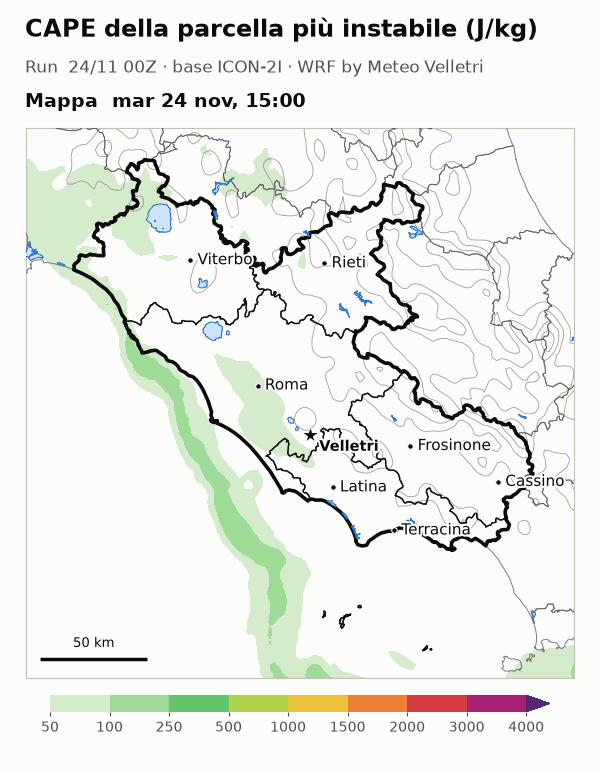 CAPE della parcella più instabile (J/kg)
Run  24/11 00Z · base ICON-2I · WRF by Meteo Velletri
Mappa  mar 24 nov, 15:00
Viterbo
Rieti
Roma
Velletri
Frosinone
Cassino
Latina
Terracina
50 km
50 100 250 500 1000 1500 2000 3000 4000